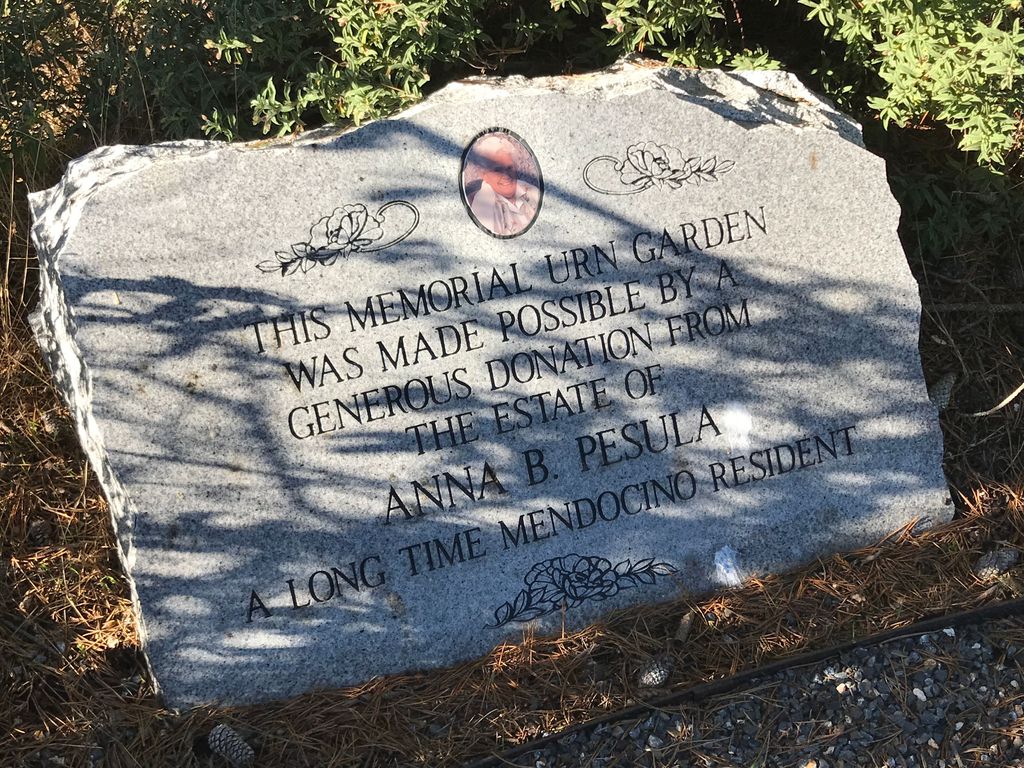 THIS MEMORIAL URN GARDEN
WAS MADE POSSIBLE BY A
GENEROUS DONATION FROM
THE ESTATE OF
ANNA B. PESULA
A LONG TIME MENDOCINO RESIDENT